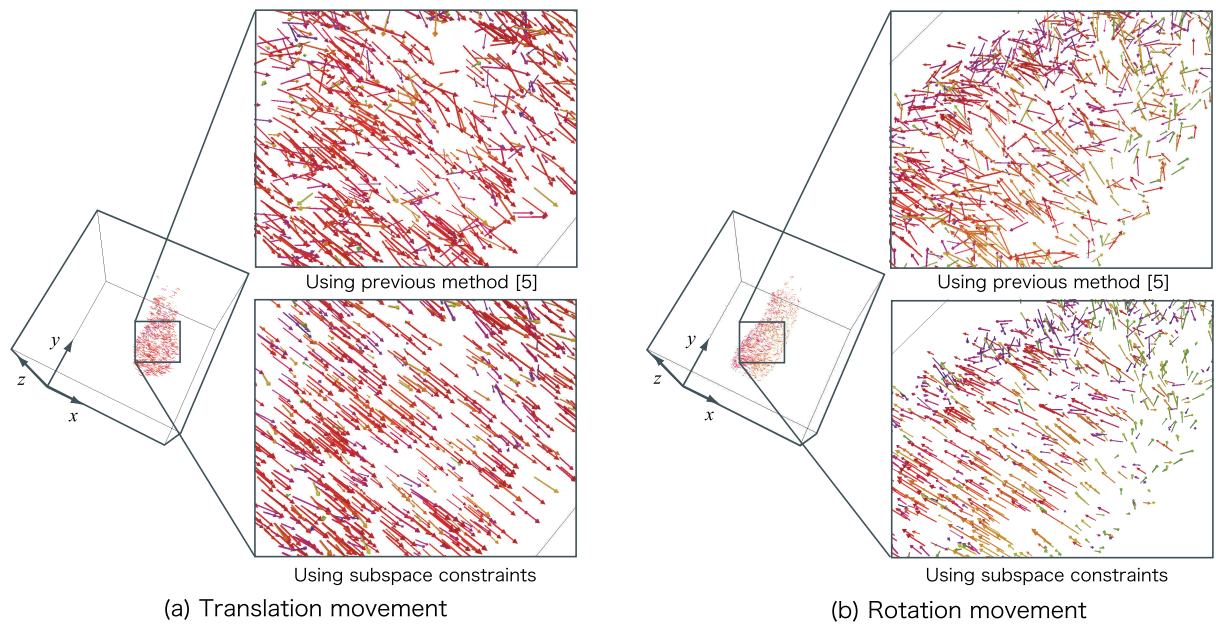 Using previous method [5]
y
z
x
Using subspace constraints
(a) Translation movement
Using previous method [5]
y
z
x
Using subspace constraints
(b) Rotation movement